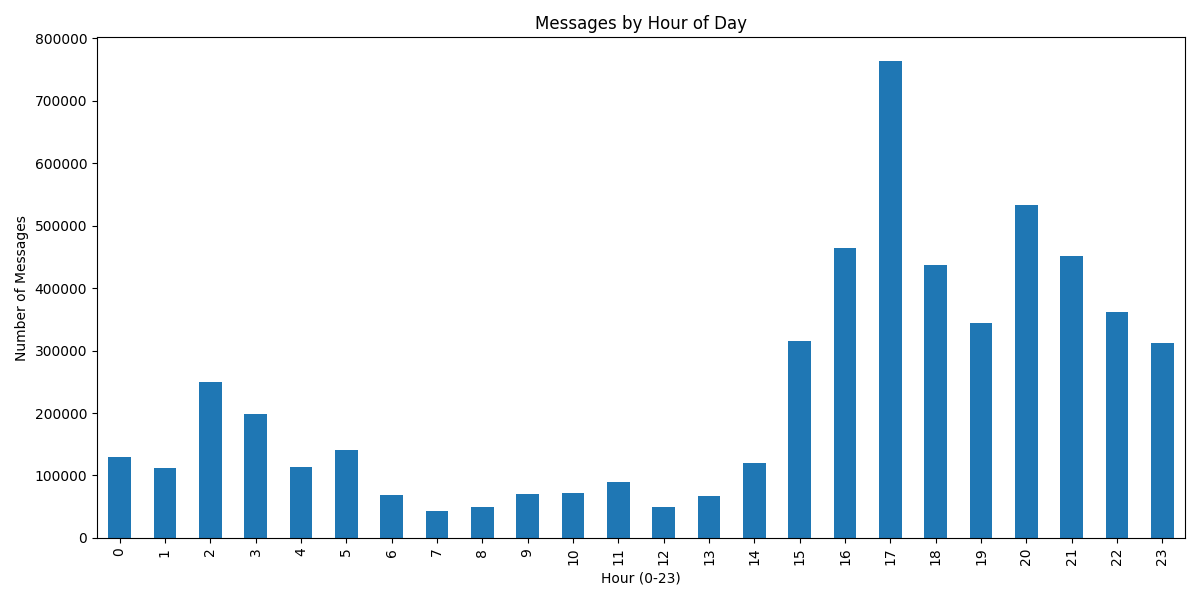 Messages by Hour of Day
800000
700000
600000
500000
400000
300000
200000
100000
0
Number of Messages
0 1 2 3 4 5 6 7 8 9 10 11 12 13 14 15 16 17 18 19 20 21 22 23
Hour (0-23)